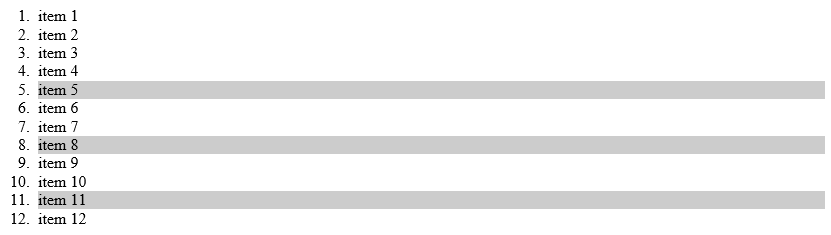 1. item 1
2. item 2
3. item 3
4. item 4
5. item 5
6. item 6
7. item 7
8. item 8
9. item 9
10. item 10
11. item 11
12. item 12